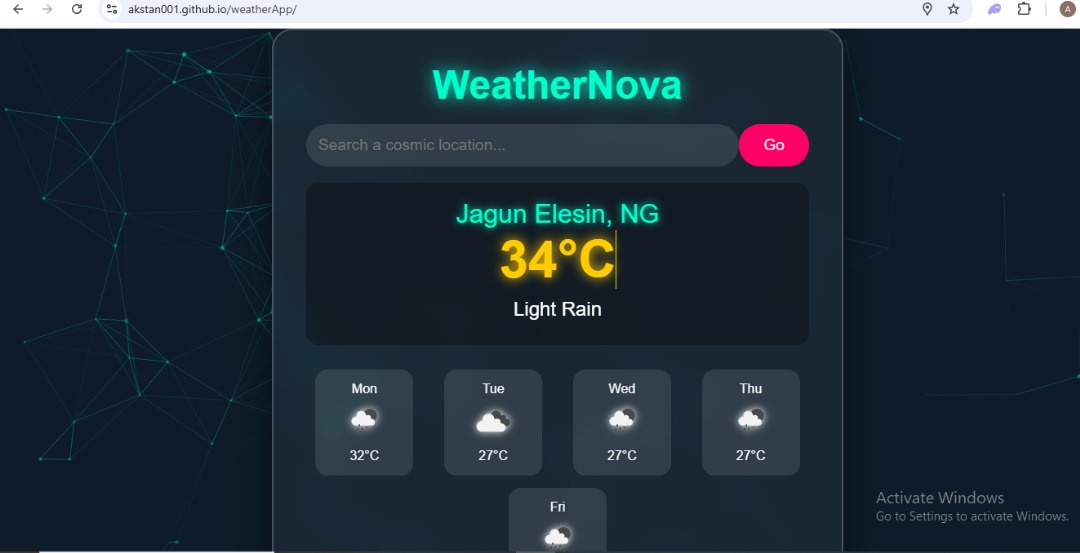 akstan001.github.io/weatherApp/
A
WeatherNova
Search a cosmic location...
Go
Jagun Elesin, NG
34°C
Light Rain
Mon
Tue
Wed
Thu
32°C
27°C
27°C
27°C
Fri
Activate Windows
Go to Settings to activate Windows.